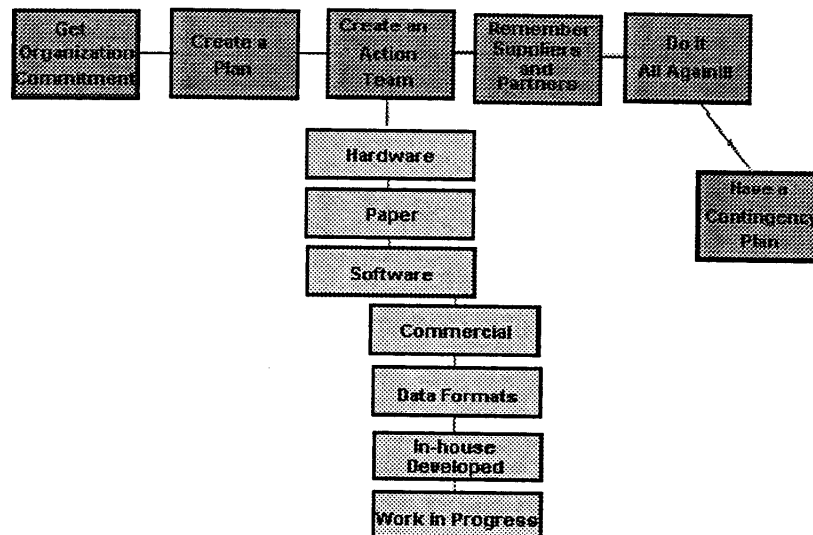 Get
Organization
Commitment
Create a
Plan
Create an
Action
Team
Remember
Suppliers
and
Partners
Do it
All Again!!
Have a
Contingency
Plan
Hardware
Paper
Software
Commercial
Data Formats
In-house
Developed
Work in Progress